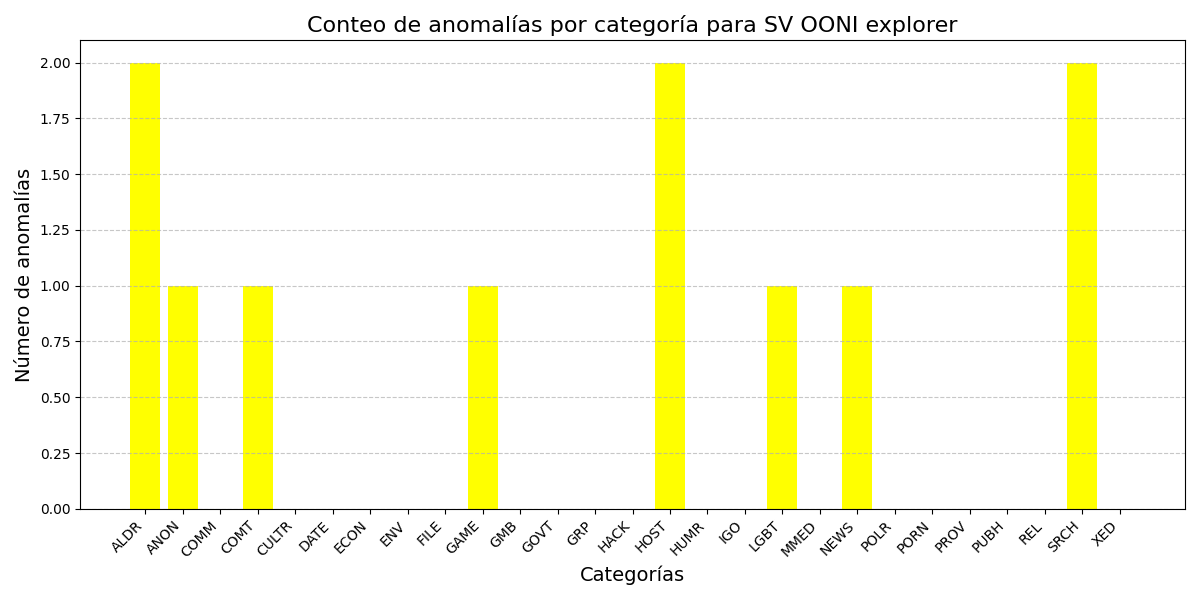 Conteo de anomalías por categoría para SV OONI explorer
Número de anomalías
2.00
1.75
1.50
1.25
1.00
0.75
0.50
0.25
0.00
ALDR
ANON
COMM
COMT
CULTR
DATE
ECON
ENV
FILE
GAME
GMB
GOVT
GRP
HACK
HOST
HUMR
IGO
LGBT
MMED
NEWS
POLR
PORN
PROV
PUBH
REL
SRCH
XED
Categorías